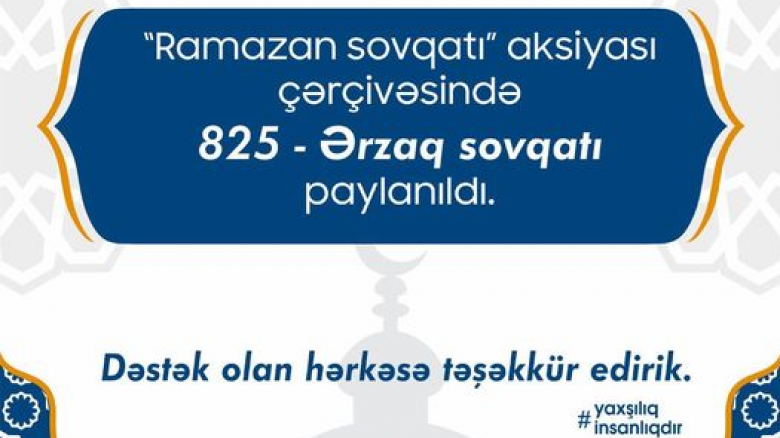 “Ramazan sovqatı” aksiyası
çərçivəsində
825 - Ərzaq sovqatı
paylanıldı.
Dəstək olan hərkəsə təşəkkür edirik.
#yaxşılıq
insanlıqdır